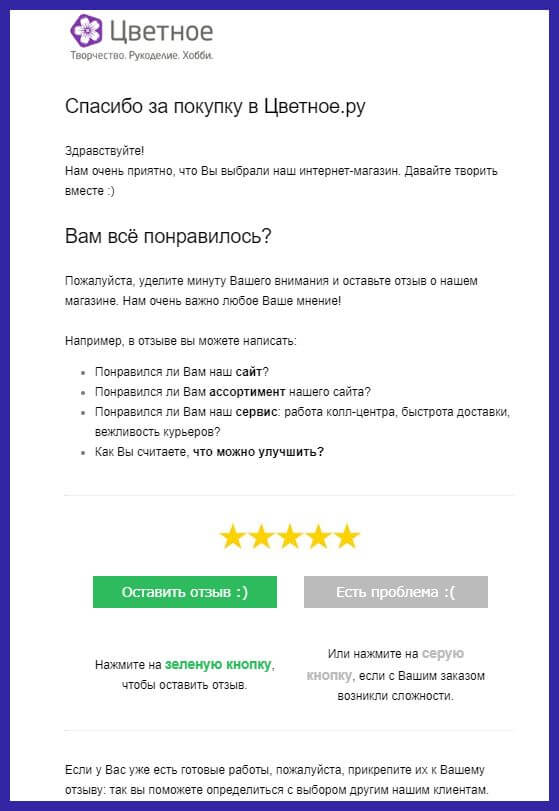 Цветное
Творчество. Рукоделие. Хобби.
Спасибо за покупку в Цветное.ру
Здравствуйте!
Нам очень приятно, что Вы выбрали наш интернет-магазин. Давайте творить
вместе :)
Вам всё понравилось?
Пожалуйста, уделите минуту Вашего внимания и оставьте отзыв о нашем
магазине. Нам очень важно любое Ваше мнение!
Например, в отзыве вы можете написать:
• Понравился ли Вам наш сайт?
• Понравился ли Вам ассортимент нашего сайта?
• Понравился ли Вам наш сервис: работа колл-центра, быстрота доставки,
вежливость курьеров?
• Как Вы считаете, что можно улучшить?
Оставить отзыв :)
Есть проблема :(
Нажмите на зеленую кнопку,
чтобы оставить отзыв.
Или нажмите на серую
кнопку, если с Вашим заказом
возникли сложности.
Если у Вас уже есть готовые работы, пожалуйста, прикрепите их к Вашему
отзыву: так вы поможете определиться с выбором другим нашим клиентам.